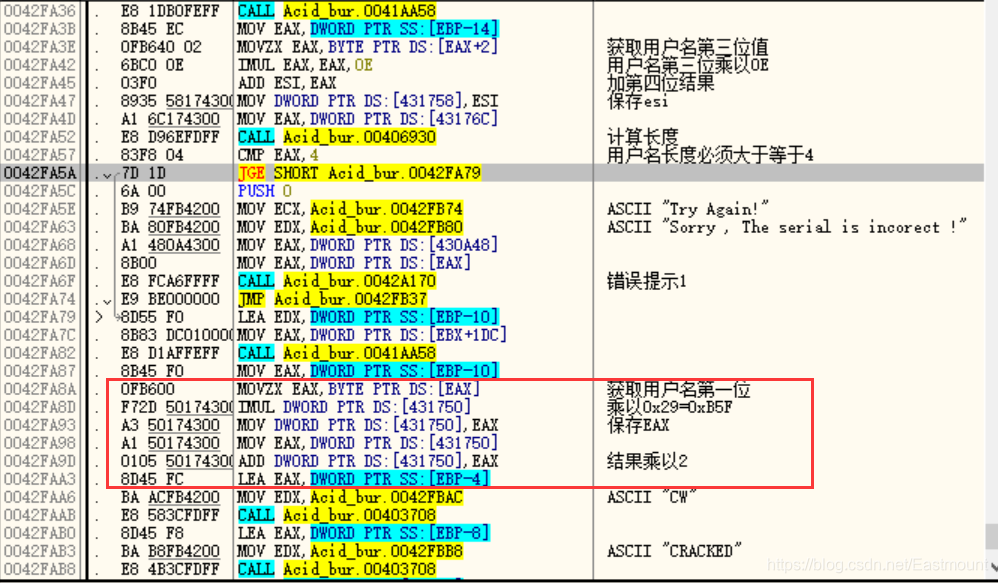 0042FA36 . E8 1DB0FEFF CALL Acid_bur.0041AA58
0042FA3B . 8B45 EC MOV EAX,DWORD PTR SS:[EBP-14]
0042FA3E . 0FB640 02 MOVZX EAX,BYTE PTR DS:[EAX+2] 获取用户名第三位值
0042FA42 . 6BC0 0E IMUL EAX,EAX,0E 用户名第三位乘以0E
0042FA45 . 03F0 ADD ESI,EAX 加第四位结果
0042FA47 . 8935 58174300 MOV DWORD PTR DS:[431758],ESI 保存esi
0042FA4D . A1 6C174300 MOV EAX,DWORD PTR DS:[43176C]
0042FA52 . E8 D96EFDFF CALL Acid_bur.00406930 计算长度
0042FA57 . 83F8 04 CMP EAX,4 用户名长度必须大于等于4
0042FA5A . 7D 1D JGE SHORT Acid_bur.0042FA79
0042FA5C . 6A 00 PUSH 0
0042FA5E . B9 74FB4200 MOV ECX,Acid_bur.0042FB74 ASCII "Try Again!"
0042FA63 . BA 80FB4200 MOV EDX,Acid_bur.0042FB80 ASCII "Sorry , The serial is incorect !"
0042FA68 . A1 480A4300 MOV EAX,DWORD PTR DS:[430A48]
0042FA6D . 8B00 MOV EAX,DWORD PTR DS:[EAX]
0042FA6F . E8 FCA6FFFF CALL Acid_bur.0042A170 错误提示1
0042FA74 . E9 BE000000 JMP Acid_bur.0042FB37
0042FA79 > 8D55 F0 LEA EDX,DWORD PTR SS:[EBP-10]
0042FA7C . 8B83 DC010000 MOV EAX,DWORD PTR DS:[EBX+1DC]
0042FA82 . E8 D1AFFEFF CALL Acid_bur.0041AA58
0042FA87 . 8B45 F0 MOV EAX,DWORD PTR SS:[EBP-10]
0042FA8A . 0FB600 MOVZX EAX,BYTE PTR DS:[EAX] 获取用户名第一位
0042FA8D . F72D 50174300 IMUL DWORD PTR DS:[431750] 乘以0x29=0xB5F
0042FA93 . A3 50174300 MOV DWORD PTR DS:[431750],EAX 保存EAX
0042FA98 . A1 50174300 MOV EAX,DWORD PTR DS:[431750]
0042FA9D . 0105 50174300 ADD DWORD PTR DS:[431750],EAX 结果乘以2
0042FAA3 . 8D45 FC LEA EAX,DWORD PTR SS:[EBP-4]
0042FAA6 . BA ACFB4200 MOV EDX,Acid_bur.0042FBAC ASCII "CW"
0042FAAB . E8 583CFDFF CALL Acid_bur.00403708
0042FAB0 . 8D45 F8 LEA EAX,DWORD PTR SS:[EBP-8]
0042FAB3 . BA B8FB4200 MOV EDX,Acid_bur.0042FBB8 ASCII "CRACKED"
0042FAB8 . E8 4B3CFDFF CALL Acid_bur.00403708
https://blog.csdn.net/Eastmount